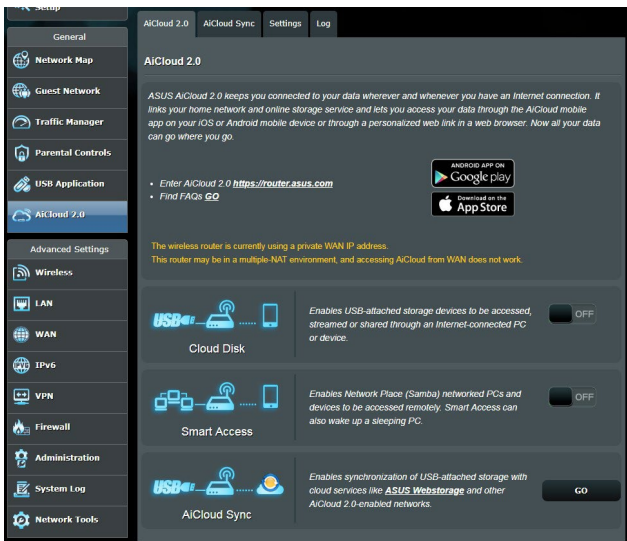 Setup
General
Network Map
Guest Network
Traffic Manager
Parental Controls
USB Application
AiCloud 2.0
Advanced Settings
Wireless
LAN
WAN
IPv6
VPN
Firewall
Administration
System Log
Network Tools
AiCloud 2.0 AiCloud Sync Settings Log
AiCloud 2.0
ASUS AiCloud 2.0 keeps you connected to your data wherever and whenever you have an Internet connection. It
links your home network and online storage service and lets you access your data through the AiCloud mobile
app on your iOS or Android mobile device or through a personalized web link in a web browser. Now all your data
can go where you go.
• Enter AiCloud 2.0 https://router.asus.com
• Find FAQs GO
ANDROID APP ON
Google play
Download on the
App Store
The wireless router is currently using a private WAN IP address.
This router may be in a multiple-NAT environment, and accessing AiCloud from WAN does not work.
USB
Cloud Disk
Enables USB-attached storage devices to be accessed,
streamed or shared through an Internet-connected PC
or device.
OFF
Smart Access
Enables Network Place (Samba) networked PCs and
devices to be accessed remotely. Smart Access can
also wake up a sleeping PC.
OFF
USB
AiCloud Sync
Enables synchronization of USB-attached storage with
cloud services like ASUS Webstorage and other
AiCloud 2.0-enabled networks.
GO